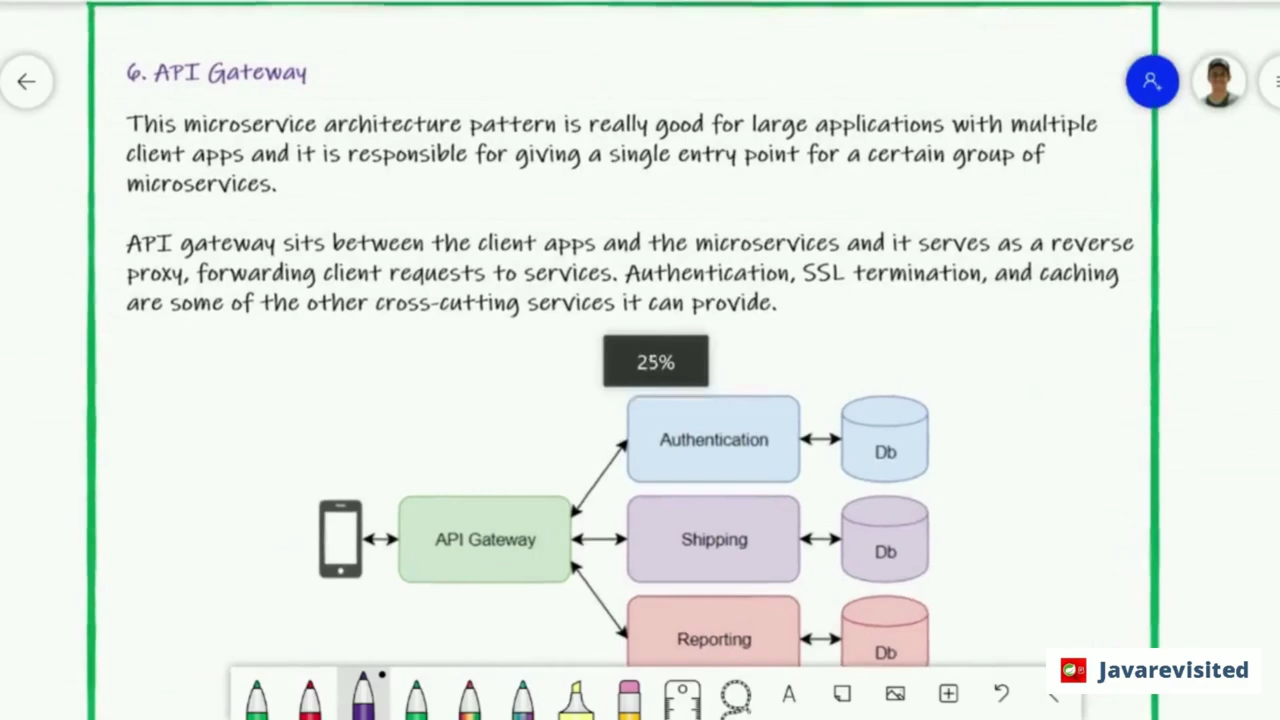 6. API Gateway
This microservice architecture pattern is really good for large applications with multiple
client apps and it is responsible for giving a single entry point for a certain group of
microservices.
API gateway sits between the client apps and the microservices and it serves as a reverse
proxy, forwarding client requests to services. Authentication, SSL termination, and caching
are some of the other cross-cutting services it can provide.
25%
Authentication
Db
API Gateway
Shipping
Db
Reporting
Db
A
Javarevisited